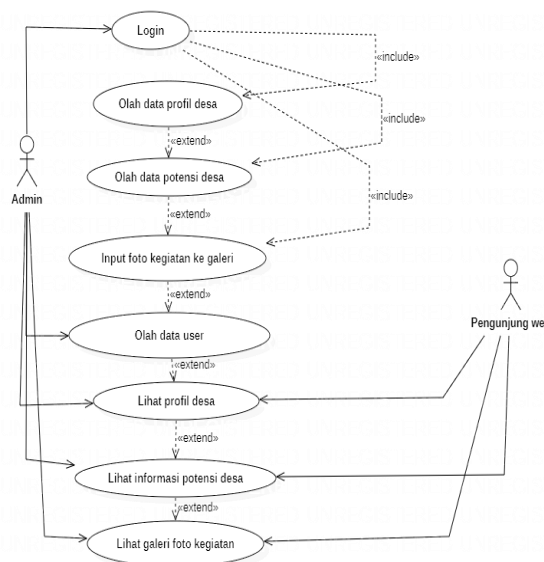 Login
«include»
Olah data profil desa
«include»
«extend»
Olah data potensi desa
«include»
Admin
«extend»
Input foto kegiatan ke galeri
«extend»
Pengunjung we
Olah data user
«extend»
Lihat profil desa
«extend»
Lihat informasi potensi desa
«extend»
Lihat galeri foto kegiatan